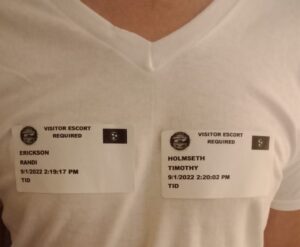 VISITOR ESCORT
REQUIRED
ERICKSON
RANDI
9/1/2022 2:19:17 PM
TID
VISITOR ESCORT
REQUIRED
HOLMSETH
TIMOTHY
9/1/2022 2:20:02 PM
TID